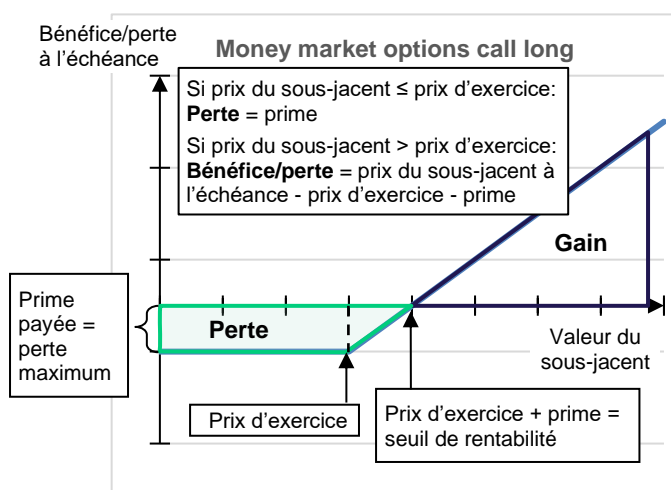 Bénéfice/perte
à l'échéance
Money market options call long
Si prix du sous-jacent ≤ prix d'exercice:
Perte = prime
Si prix du sous-jacent > prix d'exercice:
Bénéfice/perte = prix du sous-jacent à
l'échéance - prix d'exercice - prime
Gain
Prime
payée =
perte
maximum
Perte
Valeur du
sous-jacent
Prix d'exercice
Prix d'exercice + prime =
seuil de rentabilité